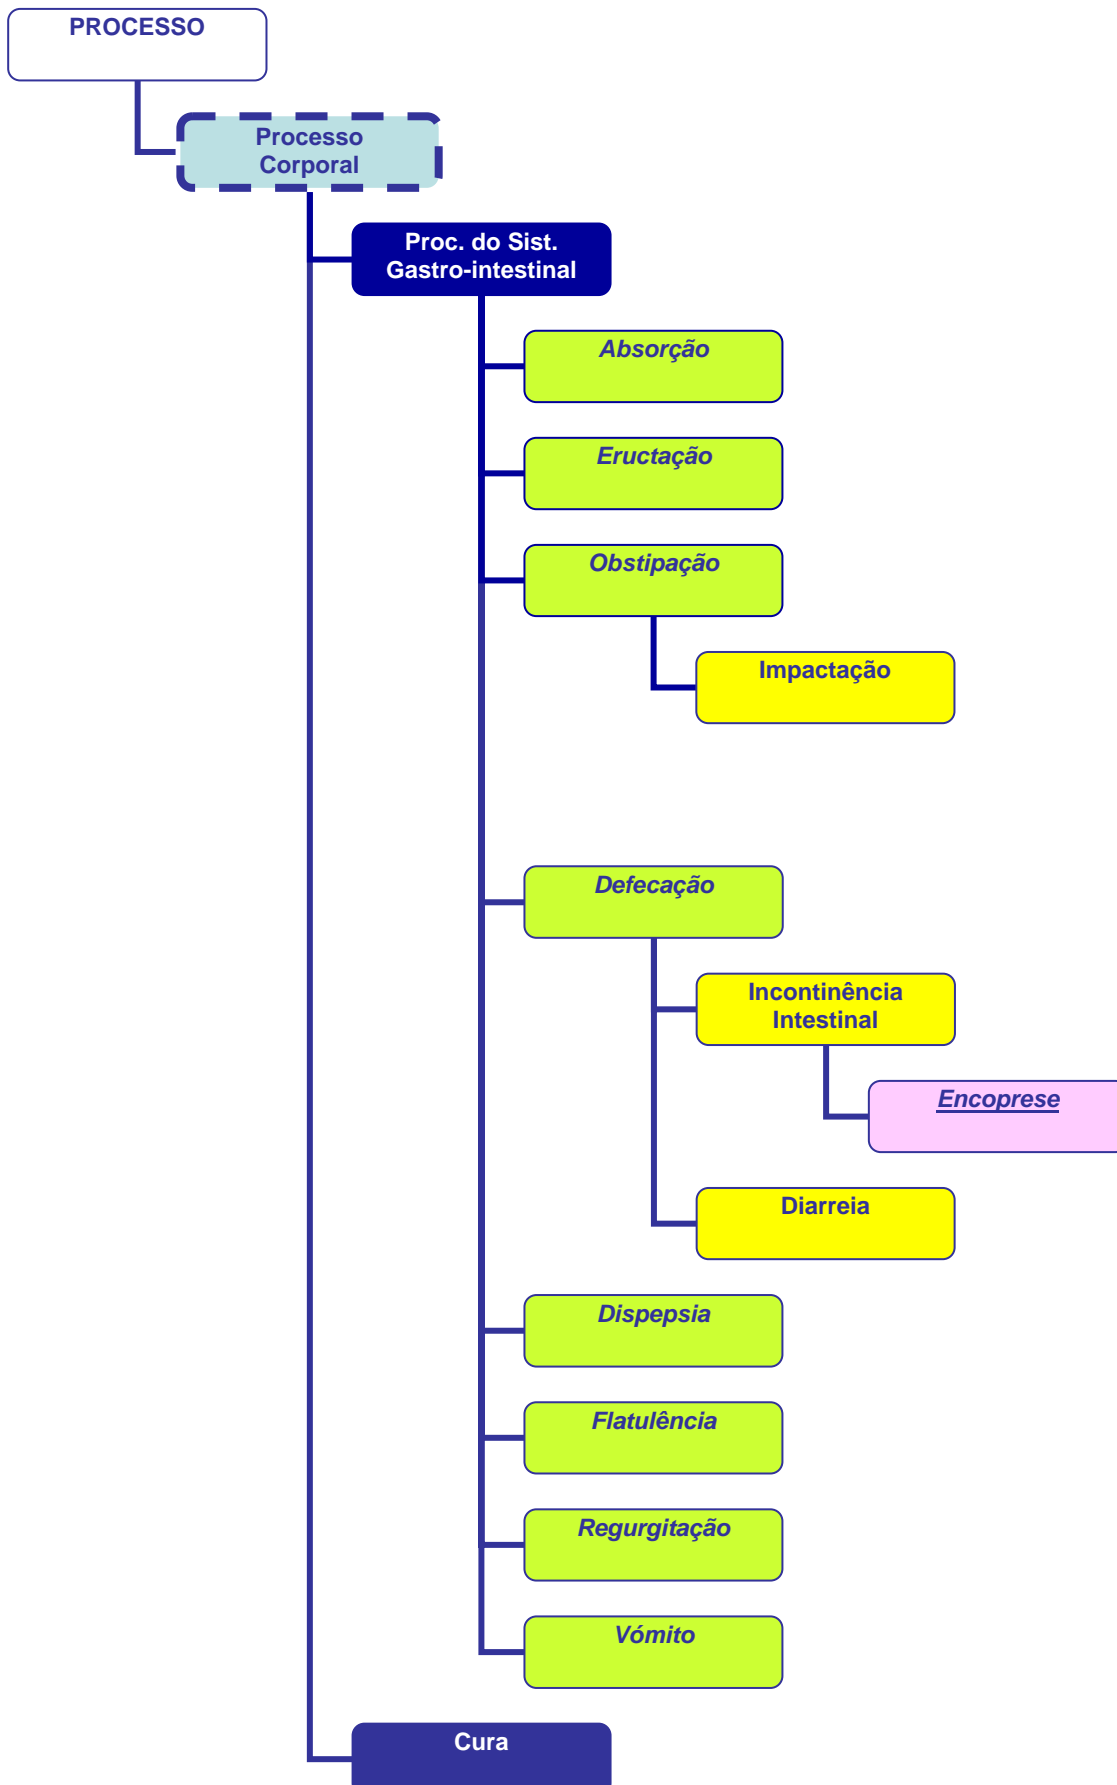 PROCESSO
Processo
Corporal
Proc. do Sist.
Gastro-intestinal
Absorção
Eructação
Obstipação
Impactação
Defecação
Incontinência
Intestinal
Encoprese
Diarreia
Dispepsia
Flatulência
Regurgitação
Vómito
Cura